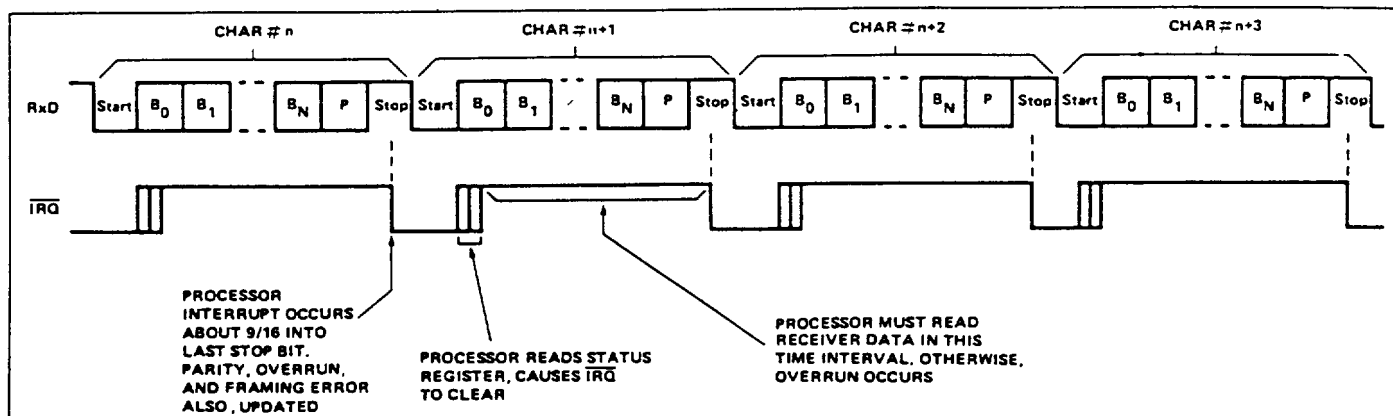 CHAR # n CHAR # n+1 CHAR # n+2 CHAR # n+3
RxD Start B0 B1 BN P Stop Start B0 B1 BN P Stop Start B0 B1 BN P Stop Start B0 B1 BN P Stop
IRQ
PROCESSOR
INTERRUPT OCCURS
ABOUT 9/16 INTO
LAST STOP BIT.
PARITY, OVERRUN,
AND FRAMING ERROR
ALSO, UPDATED
PROCESSOR READS STATUS
REGISTER, CAUSES IRQ
TO CLEAR
PROCESSOR MUST READ
RECEIVER DATA IN THIS
TIME INTERVAL, OTHERWISE,
OVERRUN OCCURS